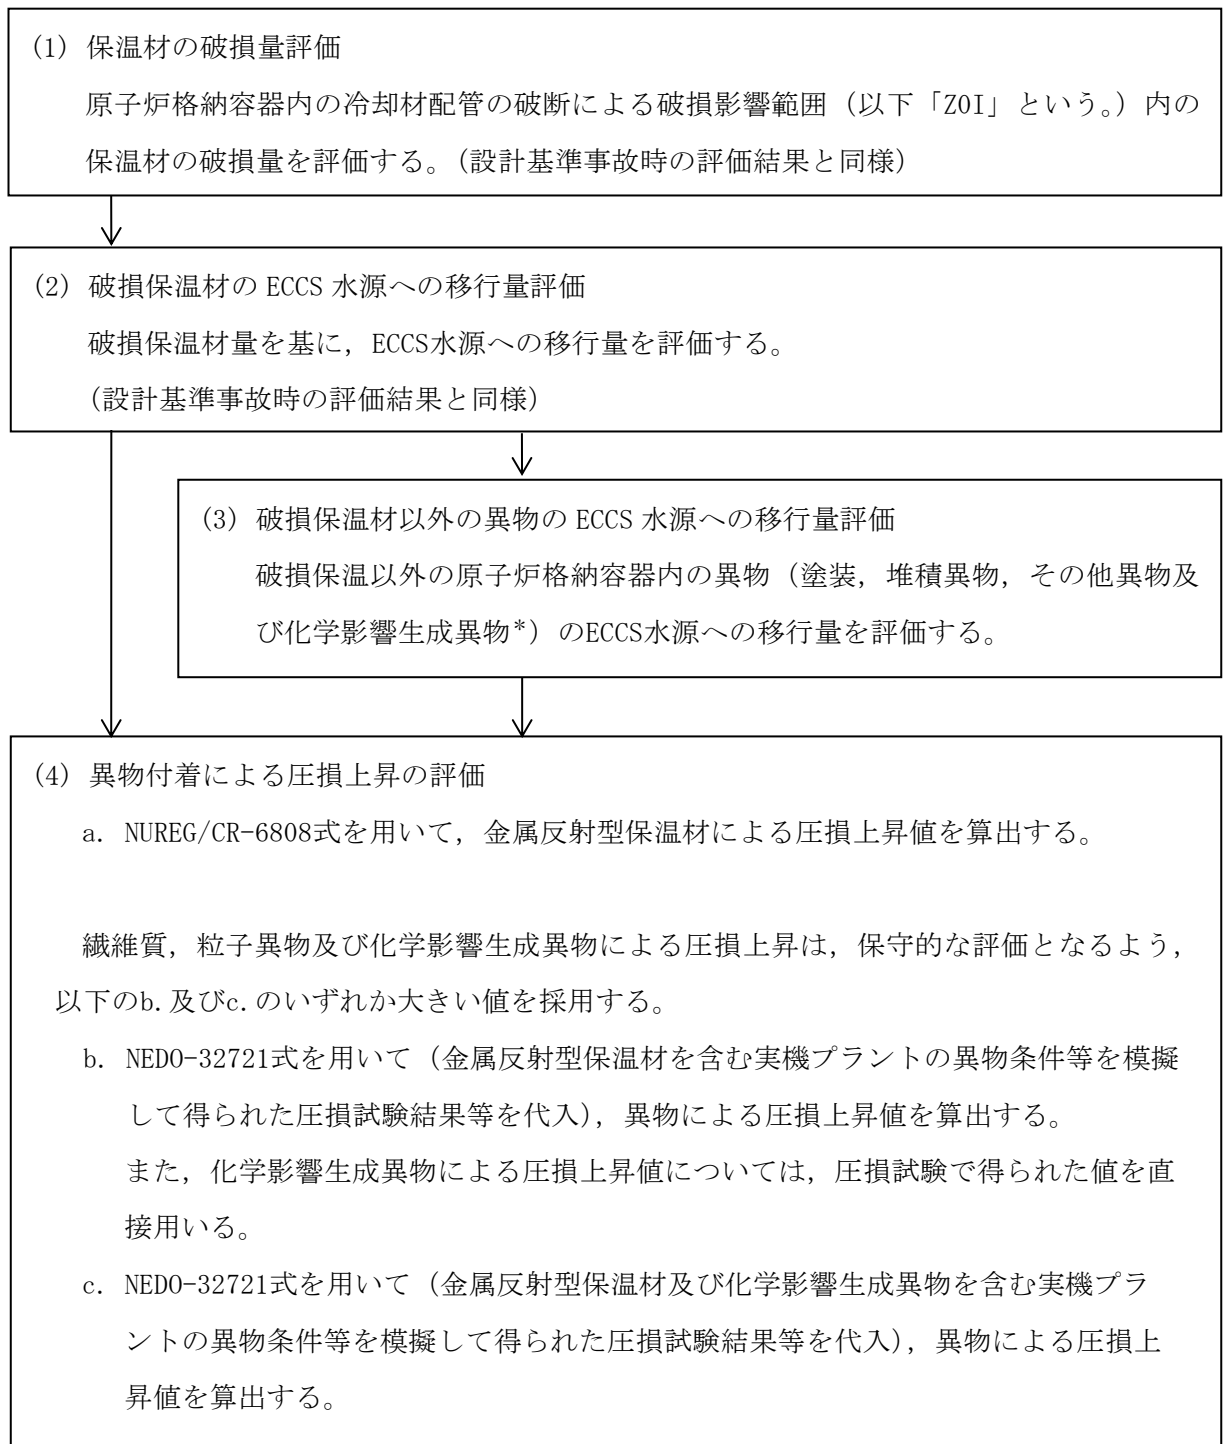 (1) 保温材の破損量評価
原子炉格納容器内の冷却材配管の破断による破損影響範囲（以下「ZOI」という。）内の
保温材の破損量を評価する。（設計基準事故時の評価結果と同様）
(2) 破損保温材の ECCS 水源への移行量評価
破損保温材量を基に，ECCS水源への移行量を評価する。
（設計基準事故時の評価結果と同様）
(3) 破損保温材以外の異物の ECCS 水源への移行量評価
破損保温以外の原子炉格納容器内の異物（塗装，堆積異物，その他異物及
び化学影響生成異物*）のECCS水源への移行量を評価する。
(4) 異物付着による圧損上昇の評価
a. NUREG/CR-6808式を用いて，金属反射型保温材による圧損上昇値を算出する。
繊維質，粒子異物及び化学影響生成異物による圧損上昇は，保守的な評価となるよう，
以下のb.及びc.のいずれか大きい値を採用する。
b. NEDO-32721式を用いて（金属反射型保温材を含む実機プラントの異物条件等を模擬
して得られた圧損試験結果等を代入），異物による圧損上昇値を算出する。
また，化学影響生成異物による圧損上昇値については，圧損試験で得られた値を直
接用いる。
c. NEDO-32721式を用いて（金属反射型保温材及び化学影響生成異物を含む実機プラ
ントの異物条件等を模擬して得られた圧損試験結果等を代入），異物による圧損上
昇値を算出する。